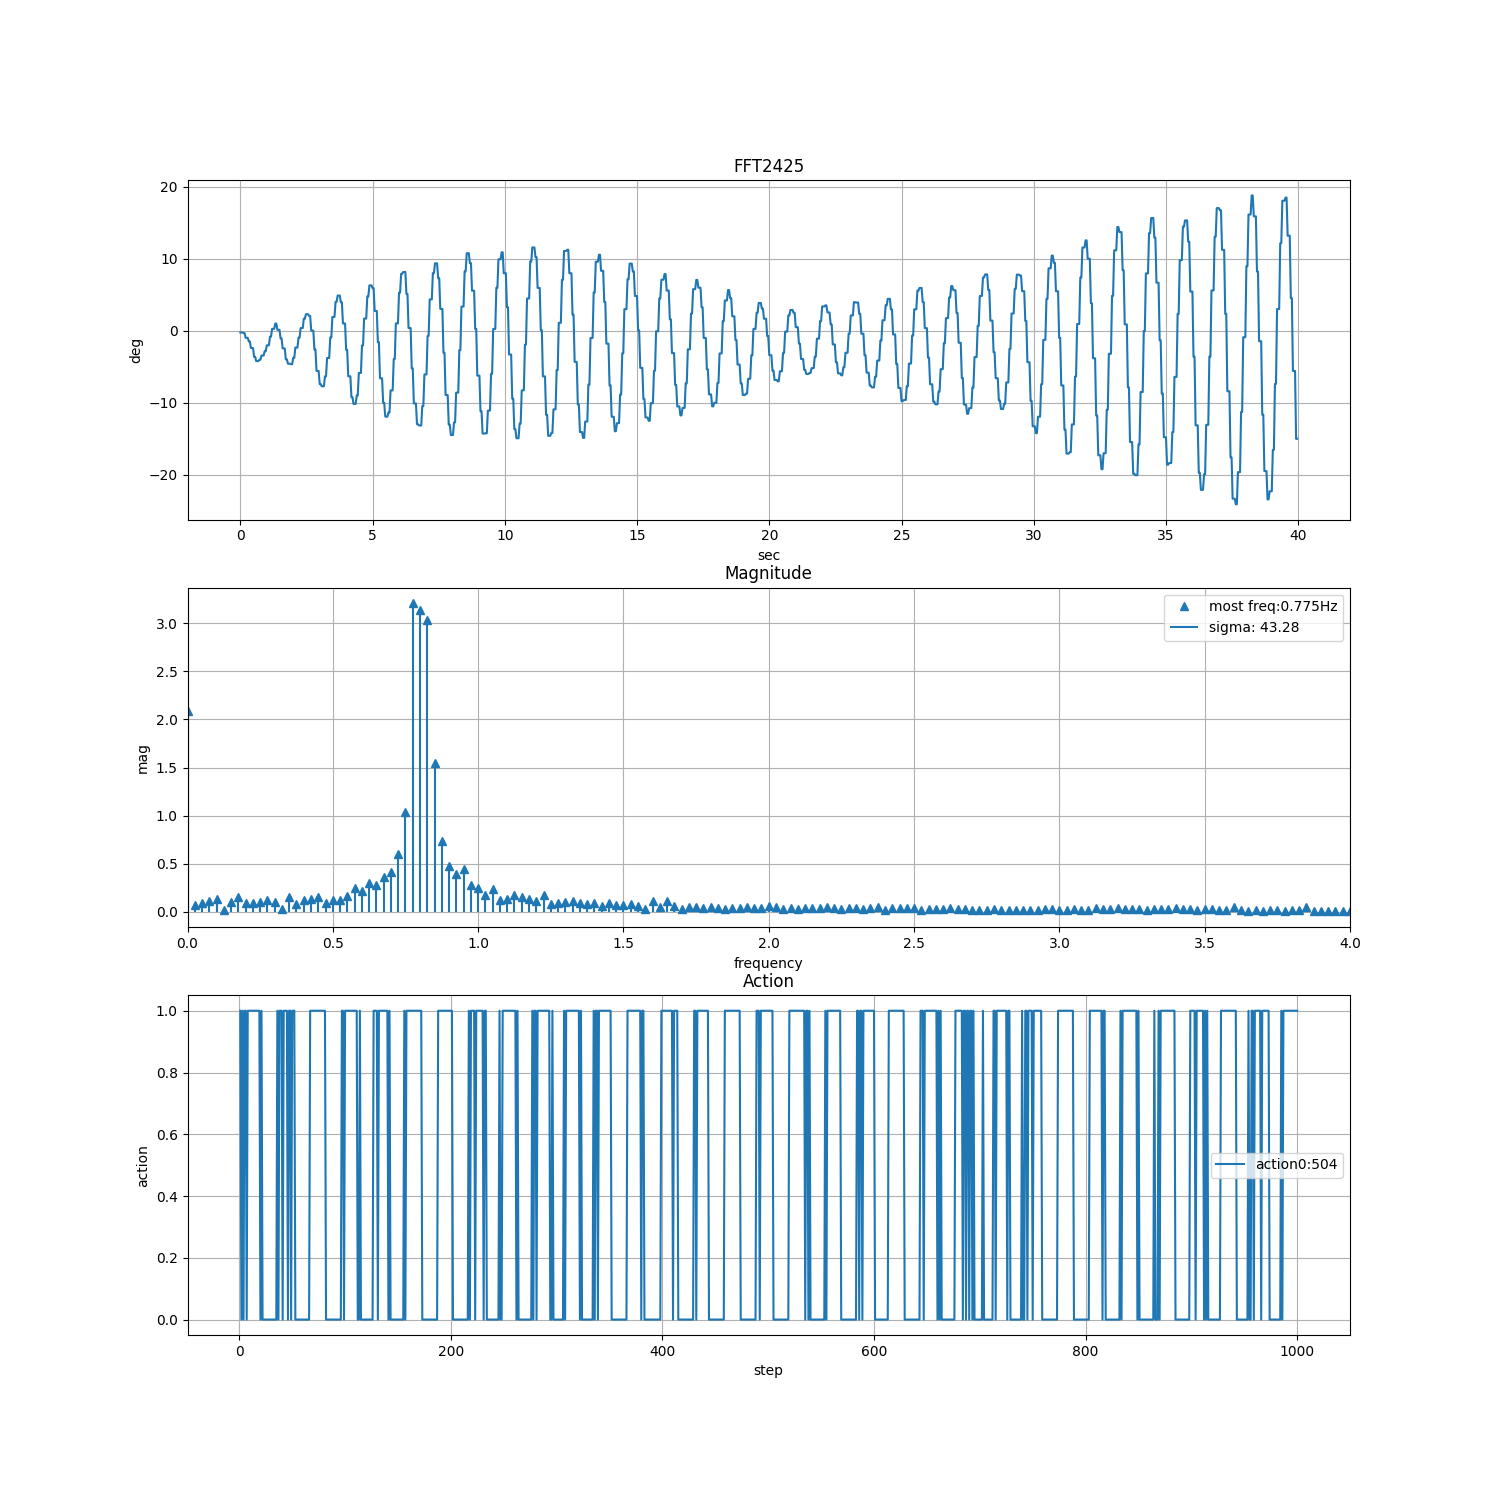 FFT2425
20
10
0
−10
−20
deg
0 5 10 15 20 25 30 35 40
sec
Magnitude
most freq:0.775Hz
sigma: 43.28
3.0
2.5
2.0
1.5
1.0
0.5
0.0
mag
0.0 0.5 1.0 1.5 2.0 2.5 3.0 3.5 4.0
frequency
Action
1.0
0.8
0.6
0.4
0.2
0.0
action
action0:504
0 200 400 600 800 1000
step